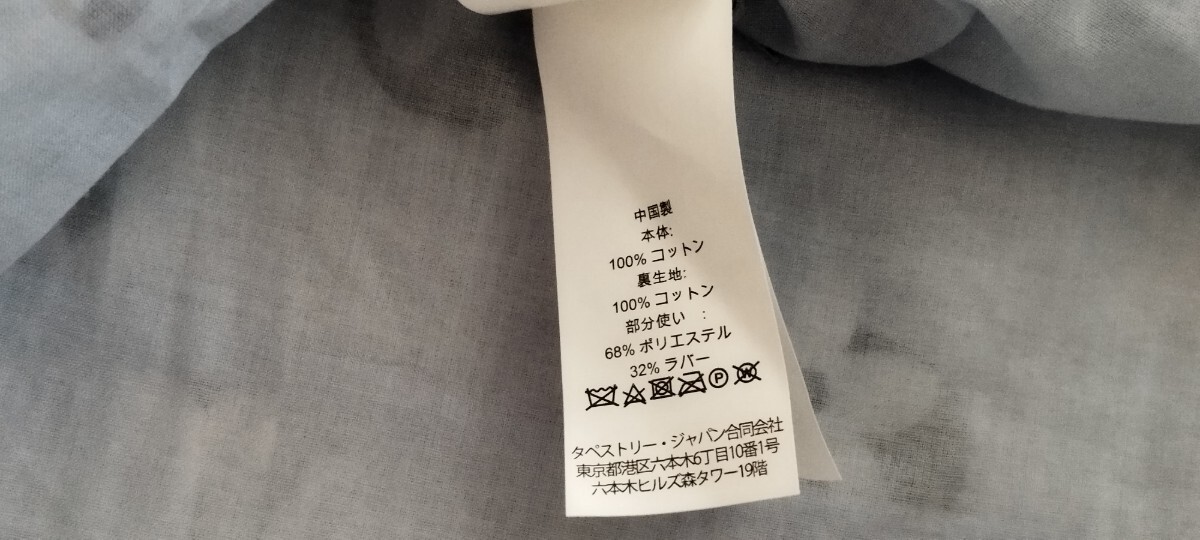 中国製
本体:
100% コットン
裏生地:
100% コットン
部分使い :
68% ポリエステル
32% ラバー
P W
タペストリー・ジャパン合同会社
東京都港区六本木6丁目10番1号
六本木ヒルズ森タワー19階